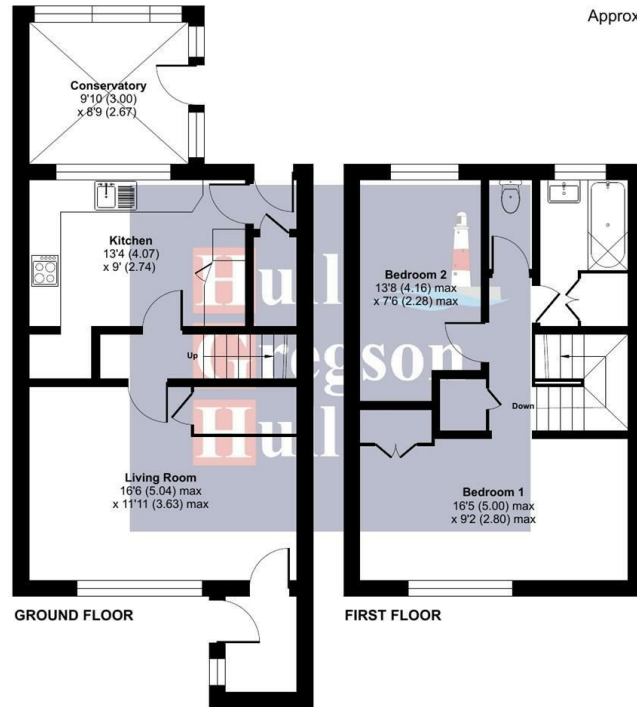 Approx
Conservatory
9'10 (3.00)
x 8'9 (2.67)
Kitchen
13'4 (4.07)
x 9' (2.74)
Up
Living Room
16'6 (5.04) max
x 11'11 (3.63) max
GROUND FLOOR
Bedroom 2
13'8 (4.16) max
x 7'6 (2.28) max
Down
Bedroom 1
16'5 (5.00) max
x 9'2 (2.80) max
FIRST FLOOR
Hull
Gregson
Hull